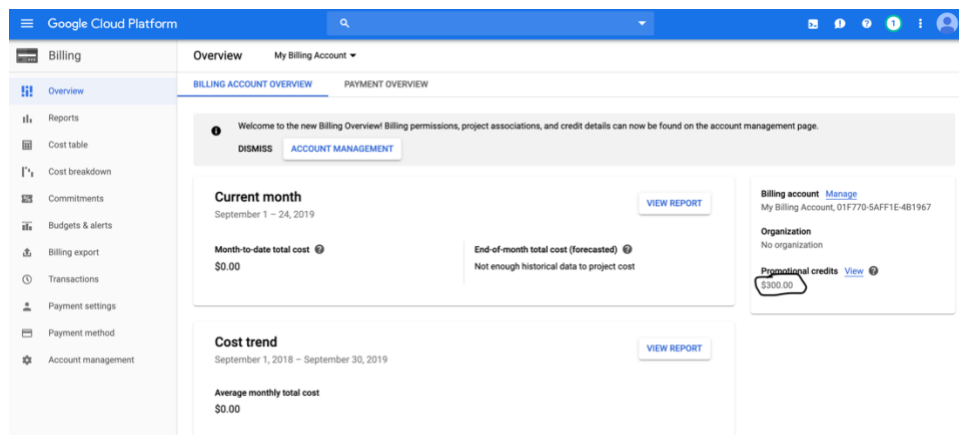 Google Cloud Platform
1
Billing
Overview
My Billing Account
Overview
Reports
Cost table
Cost breakdown
Commitments
Budgets & alerts
Billing export
Transactions
Payment settings
Payment method
Account management
BILLING ACCOUNT OVERVIEW
PAYMENT OVERVIEW
Welcome to the new Billing Overview! Billing permissions, project associations, and credit details can now be found on the account management page.
DISMISS
ACCOUNT MANAGEMENT
Current month
VIEW REPORT
September 1 – 24, 2019
Month-to-date total cost
$0.00
End-of-month total cost (forecasted)
Not enough historical data to project cost
Cost trend
VIEW REPORT
September 1, 2018 – September 30, 2019
Average monthly total cost
$0.00
Billing account Manage
My Billing Account, 01F770-5AFF1E-4B1967
Organization
No organization
Promotional credits View
$300.00